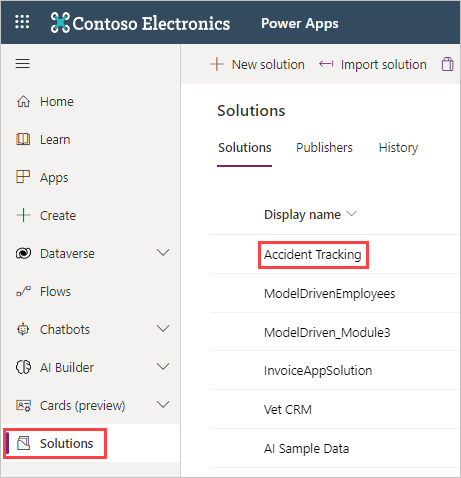 Contoso Electronics Power Apps
New solution Import solution
Home
Learn
Apps
Create
Dataverse
Flows
Chatbots
AI Builder
Cards (preview)
Solutions
Solutions
Solutions Publishers History
Display name
Accident Tracking
ModelDrivenEmployees
ModelDriven_Module3
InvoiceAppSolution
Vet CRM
AI Sample Data